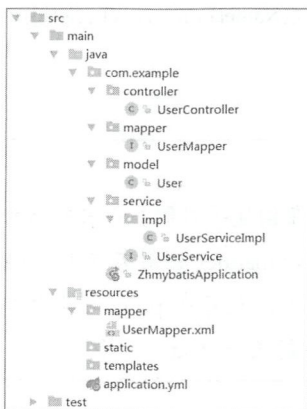 src
main
java
com.example
controller
UserController
mapper
UserMapper
model
User
service
impl
UserServiceImpl
UserService
ZhmybatisApplication
resources
mapper
UserMapper.xml
static
templates
application.yml
test